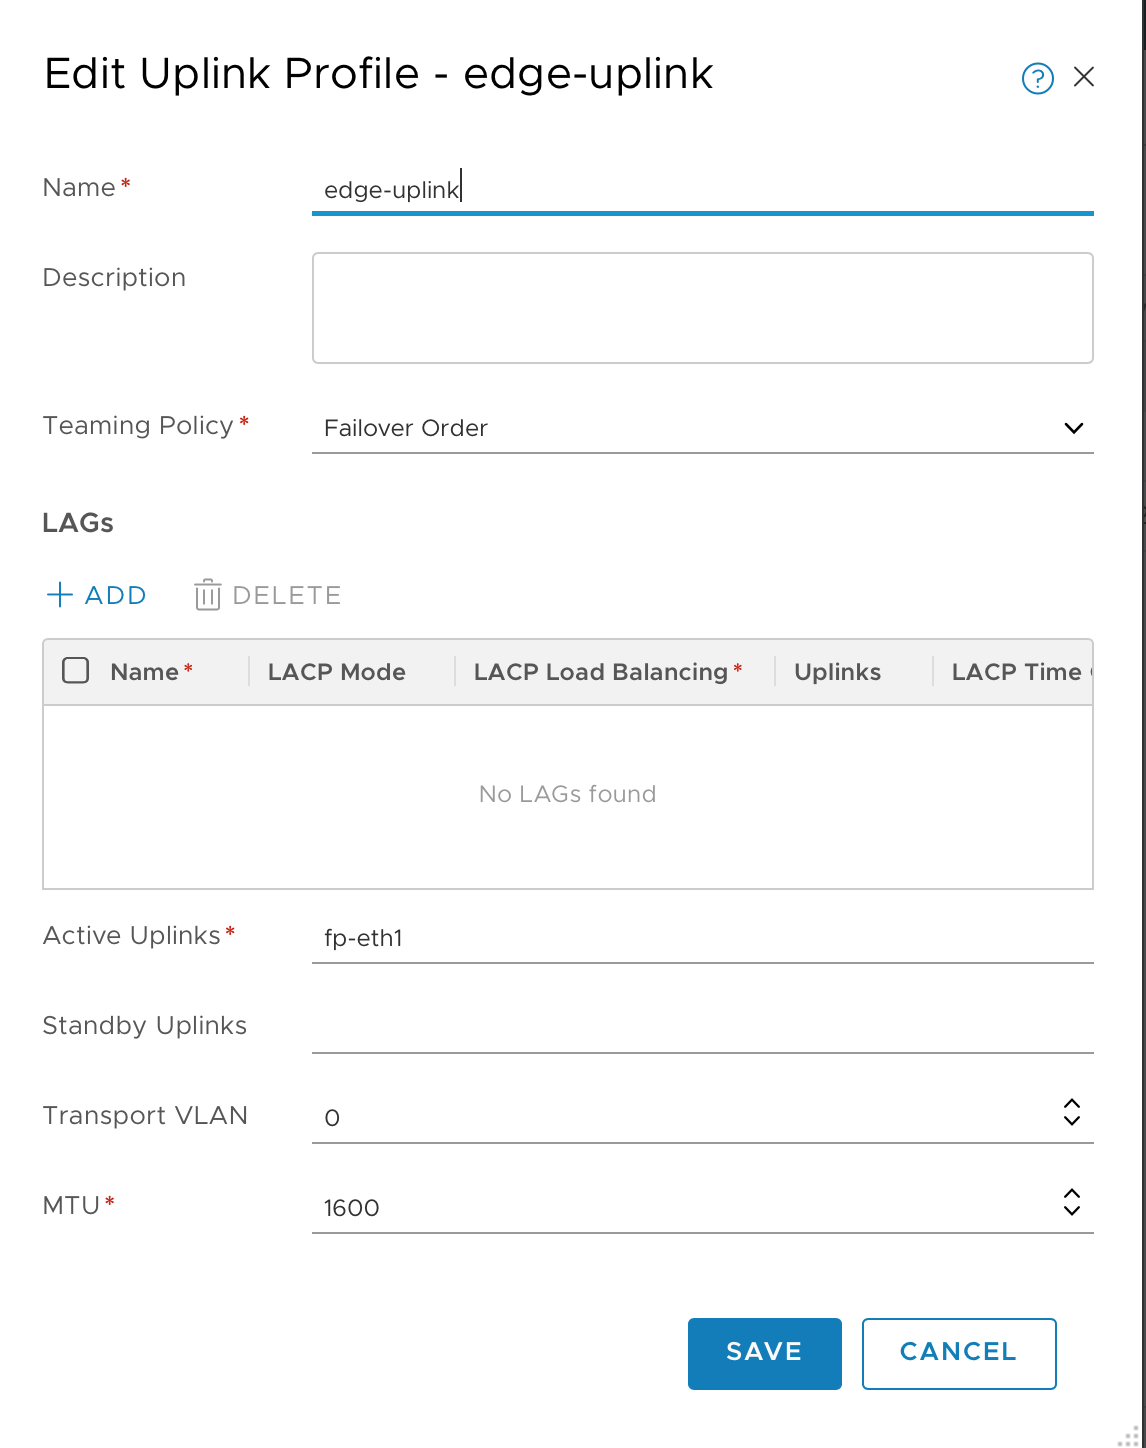 Edit Uplink Profile - edge-uplink
Name*
edge-uplink
Description
Teaming Policy*
Failover Order
LAGs
ADD DELETE
Name* LACP Mode LACP Load Balancing* Uplinks LACP Time
No LAGs found
Active Uplinks*
fp-eth1
Standby Uplinks
Transport VLAN
0
MTU*
1600
SAVE CANCEL